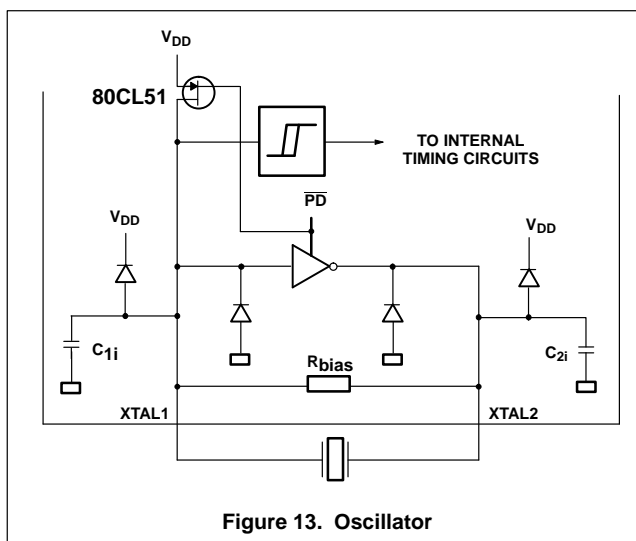 VDD
80CL51
TO INTERNAL
TIMING CIRCUITS
PD
VDD
VDD
C1i
C2i
Rbias
XTAL1
XTAL2
Figure 13. Oscillator